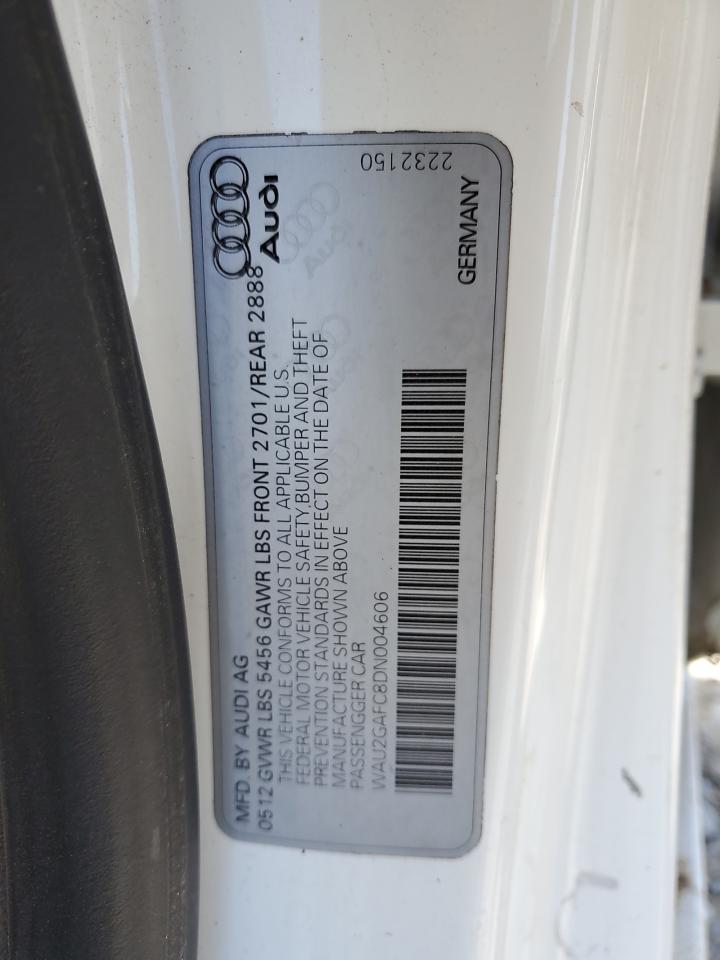 MFD. BY AUDI AG
0512 GVWR LBS 5456 GAWR LBS FRONT 2701/REAR 2888
THIS VEHICLE CONFORMS TO ALL APPLICABLE U.S.
FEDERAL MOTOR VEHICLE SAFETY,BUMPER AND THEFT
PREVENTION STANDARDS IN EFFECT ON THE DATE OF
MANUFACTURE SHOWN ABOVE
PASSENGGER CAR
WAU2GAFC8DN004606
Audi
Audi
GERMANY
2232150